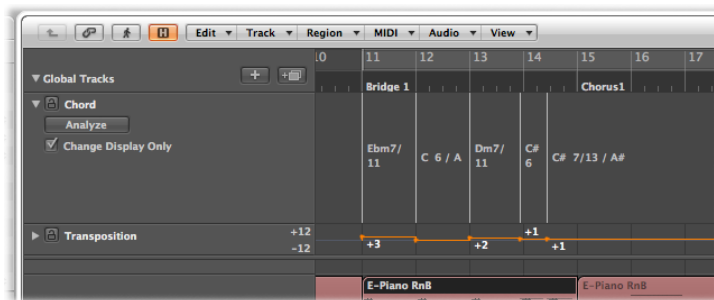 H Edit Track Region MIDI Audio View
10 11 12 13 14 15 16 17
Global Tracks
Bridge 1 Chorus1
Chord
Analyze
Change Display Only
Ebm7/
11
C 6 / A
Dm7/
11
C#
6
C# 7/13 / A#
Transposition
+12
-12
+3 +2 +1 +1
E-Piano RnB E-Piano RnB